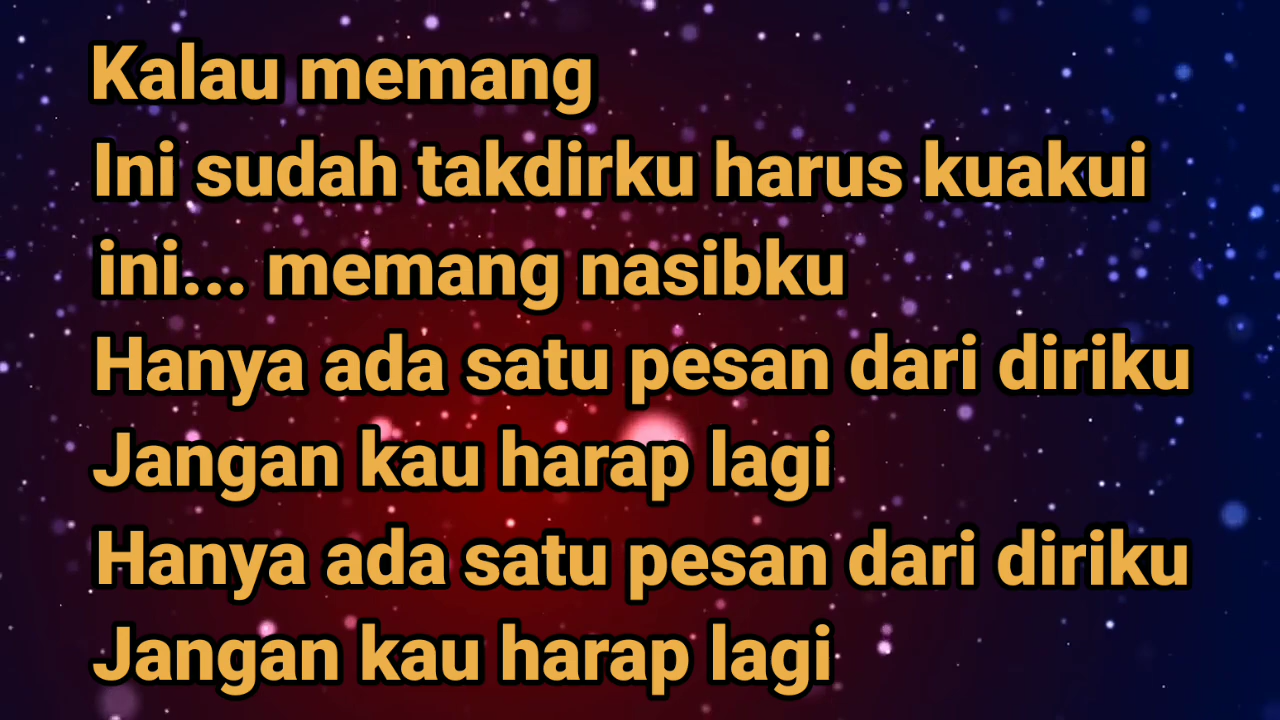 Kalau memang
Ini sudah takdirku harus kuakui
ini... memang nasibku
Hanya ada satu pesan dari diriku
Jangan kau harap lagi
Hanya ada satu pesan dari diriku
Jangan kau harap lagi